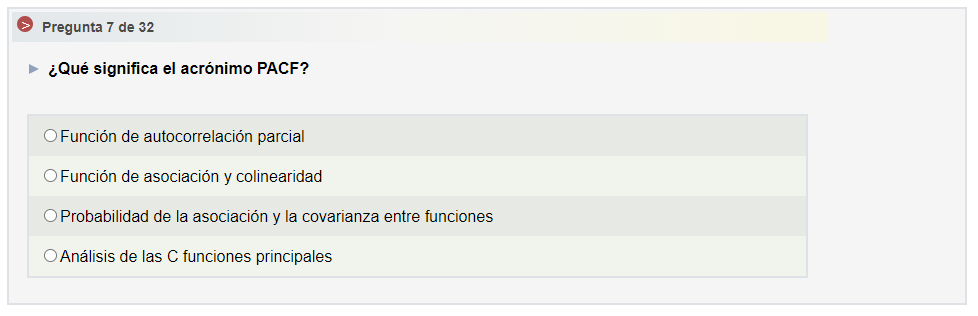 Pregunta 7 de 32
¿Qué significa el acrónimo PACF?
Función de autocorrelación parcial
Función de asociación y colinearidad
Probabilidad de la asociación y la covarianza entre funciones
Análisis de las C funciones principales